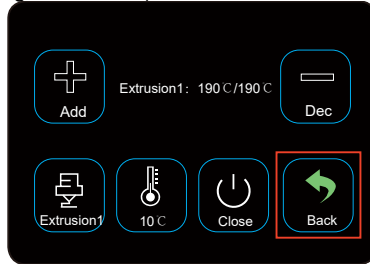 Extrusion1: 190℃/190℃
Add
Dec
Extrusion1
10℃
Close
Back